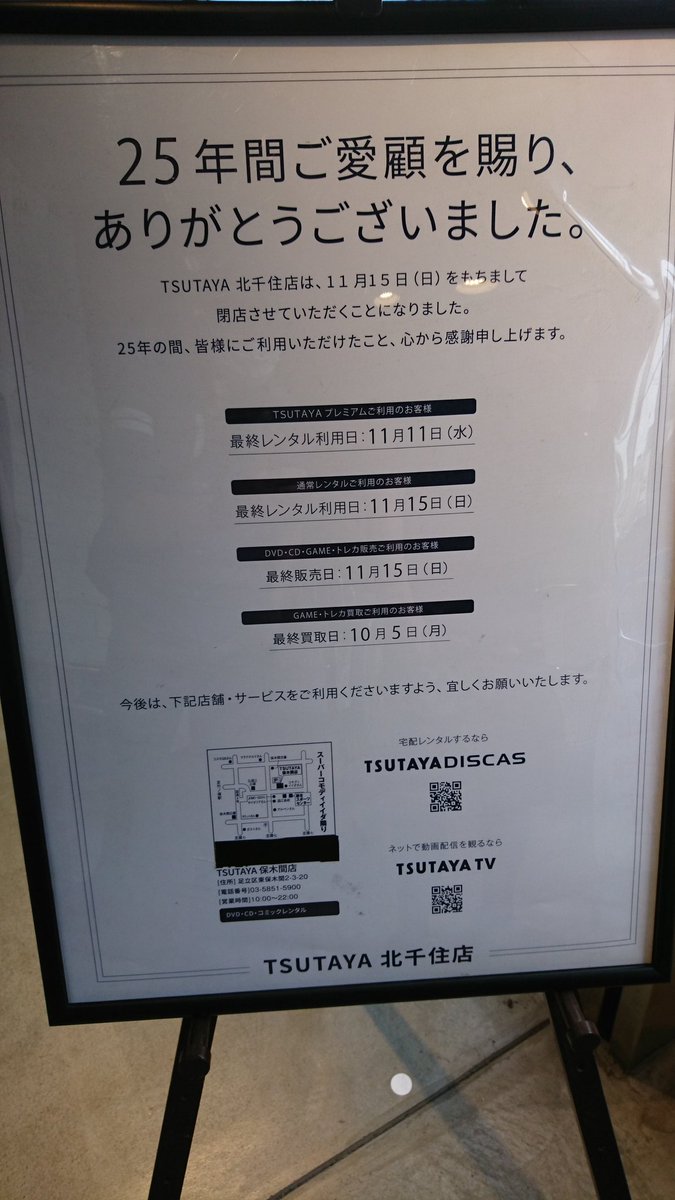 25年間ご愛顧を賜り、
ありがとうございました。
TSUTAYA 北千住店は、11月15日（日）をもちまして
閉店させていただくことになりました。
25年の間、皆様にご利用いただけたこと、心から感謝申し上げます。
TSUTAYAプレミアムご利用のお客様
最終レンタル利用日：11月11日（水）
通常レンタルご利用のお客様
最終レンタル利用日：11月15日（日）
DVD・CD・GAME・トレカ販売ご利用のお客様
最終販売日：11月15日（日）
GAME・トレカ買取ご利用のお客様
最終買取日：10月5日（月）
今後は、下記店舗・サービスをご利用くださいますよう、宜しくお願いいたします。
スーパーコモディイイダ隣り
TSUTAYA
保木間店
TSUTAYA 保木間店
[住所] 足立区東保木間2-3-20
[電話番号]03-5851-5900
[営業時間]10:00～22:00
DVD・CD・コミックレンタル
宅配レンタルするなら
TSUTAYA DISCAS
ネットで動画配信を観るなら
TSUTAYA TV
TSUTAYA 北千住店